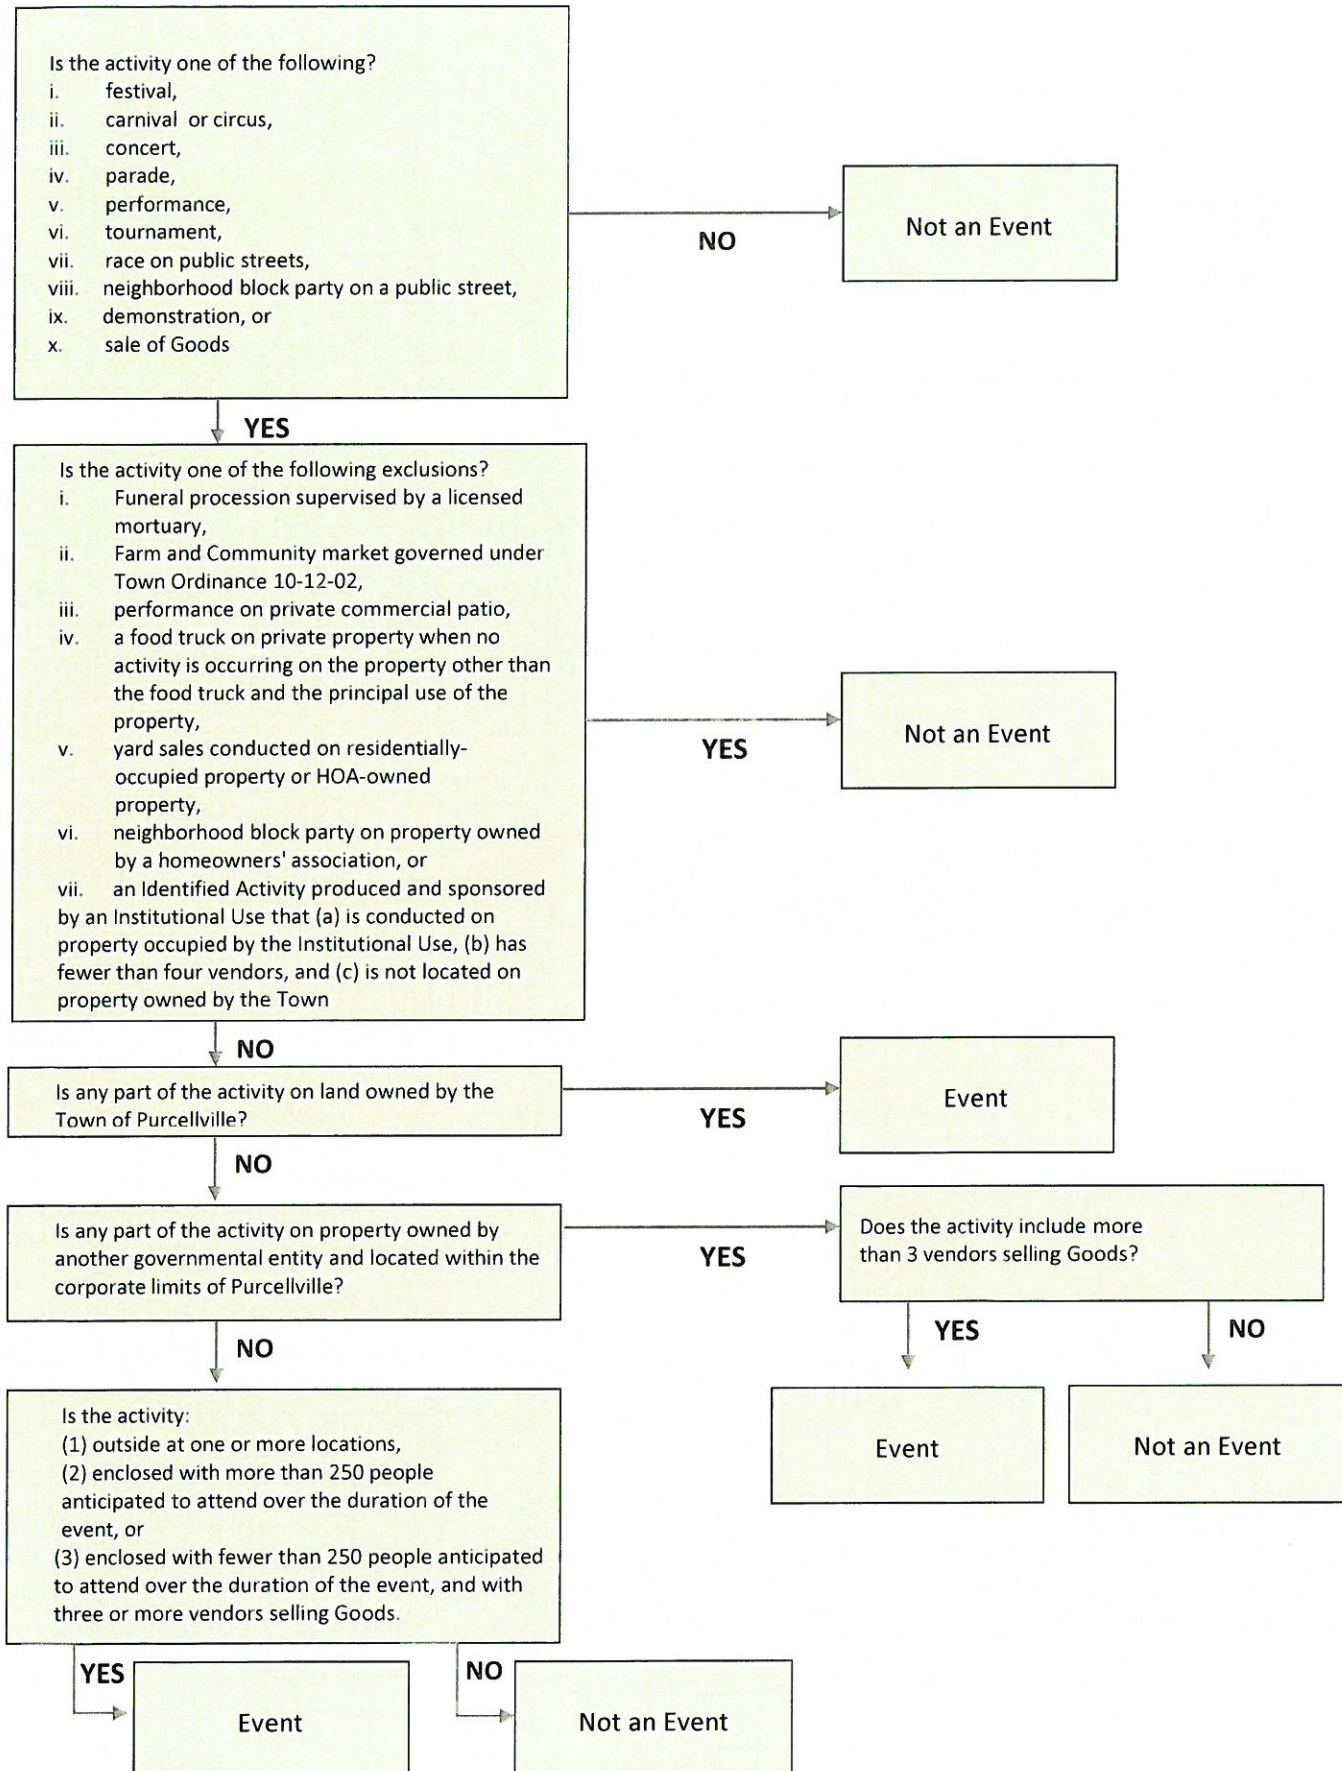 Is the activity one of the following?
i. festival,
ii. carnival or circus,
iii. concert,
iv. parade,
v. performance,
vi. tournament,
vii. race on public streets,
viii. neighborhood block party on a public street,
ix. demonstration, or
x. sale of Goods
NO
Not an Event
YES
Is the activity one of the following exclusions?
i. Funeral procession supervised by a licensed
mortuary,
ii. Farm and Community market governed under
Town Ordinance 10-12-02,
iii. performance on private commercial patio,
iv. a food truck on private property when no
activity is occurring on the property other than
the food truck and the principal use of the
property,
v. yard sales conducted on residentially-
occupied property or HOA-owned
property,
vi. neighborhood block party on property owned
by a homeowners' association, or
vii. an Identified Activity produced and sponsored
by an Institutional Use that (a) is conducted on
property occupied by the Institutional Use, (b) has
fewer than four vendors, and (c) is not located on
property owned by the Town
YES
Not an Event
NO
Is any part of the activity on land owned by the
Town of Purcellville?
YES
Event
NO
Is any part of the activity on property owned by
another governmental entity and located within the
corporate limits of Purcellville?
YES
Does the activity include more
than 3 vendors selling Goods?
YES
NO
Event
Not an Event
NO
Is the activity:
(1) outside at one or more locations,
(2) enclosed with more than 250 people
anticipated to attend over the duration of the
event, or
(3) enclosed with fewer than 250 people anticipated
to attend over the duration of the event, and with
three or more vendors selling Goods.
YES
Event
NO
Not an Event